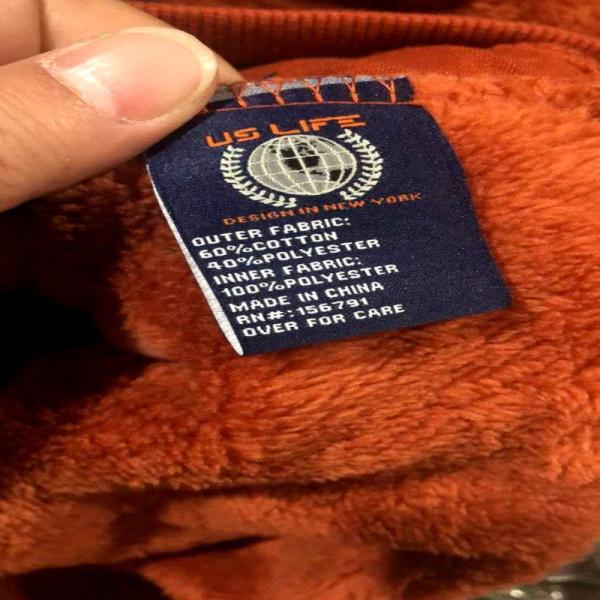 US LIFE
DESIGN IN NEW YORK
OUTER FABRIC:
60%COTTON
40%POLYESTER
INNER FABRIC:
100%POLYESTER
MADE IN CHINA
RN#:156791
OVER FOR CARE